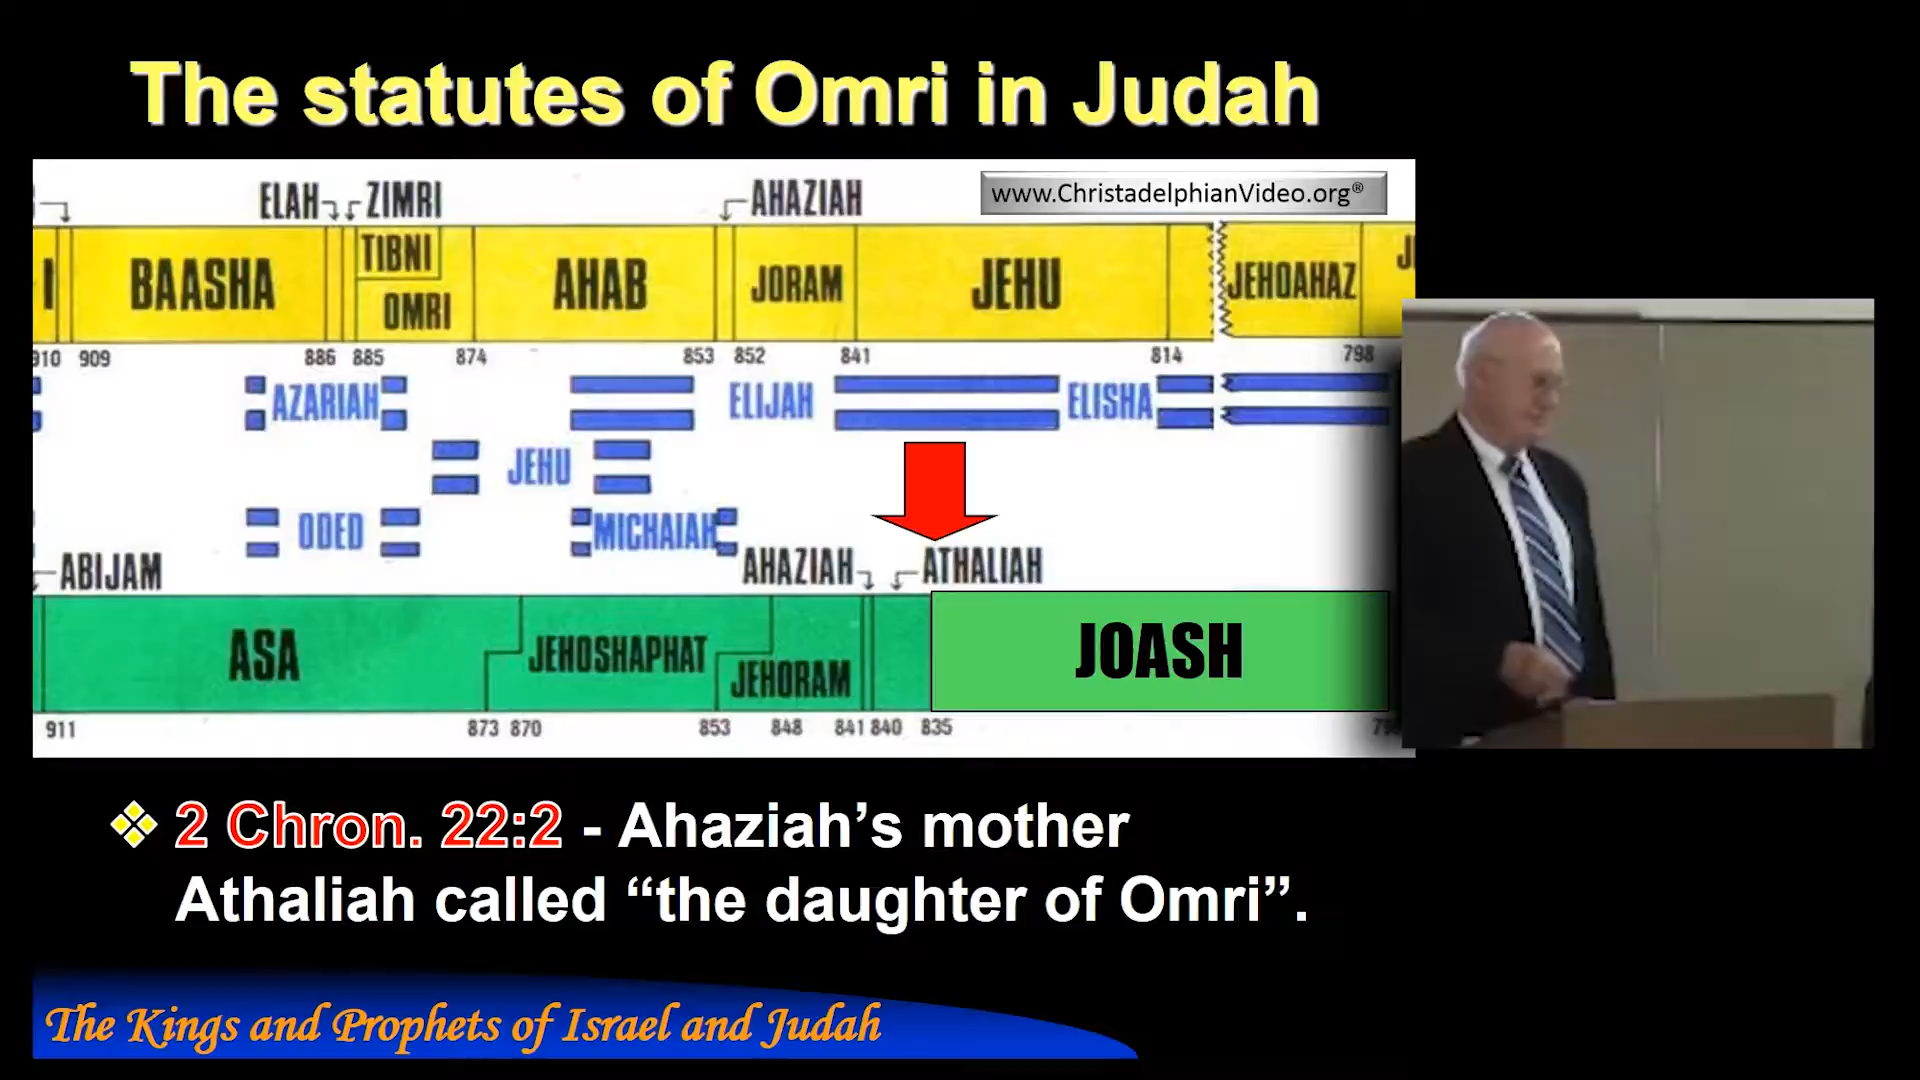 The statutes of Omri in Judah
www.ChristadelphianVideo.org®
ELAH ZIMRI AHAZIAH
BAASHA TIBNI OMRI AHAB JORAM JEHU JEHOAHAZ
910 909 886 885 874 853 852 841 814 798
AZARIAH ELIJAH ELISHA
JEHU
ODED MICHAIAH
ABIJAM AHAZIAH ATHALIAH
ASA JEHOSHAPHAT JEHORAM JOASH
911 873 870 853 848 841 840 835
❖ 2 Chron. 22:2 - Ahaziah’s mother
Athaliah called “the daughter of Omri”.
The Kings and Prophets of Israel and Judah